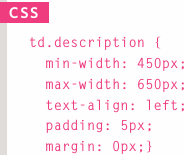 CSS
td.description {
min-width: 450px;
max-width: 650px;
text-align: left;
padding: 5px;
margin: 0px;}